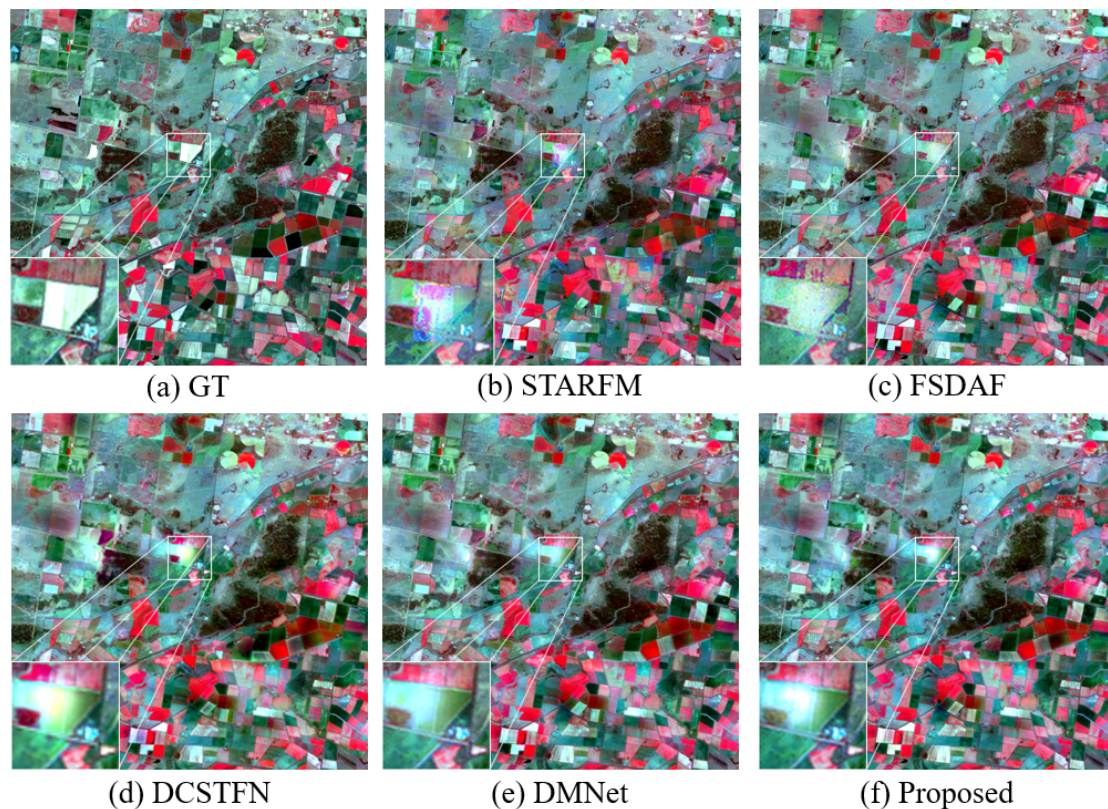 (a) GT
(b) STARFM
(c) FSDAF
(d) DCSTFN
(e) DMNet
(f) Proposed